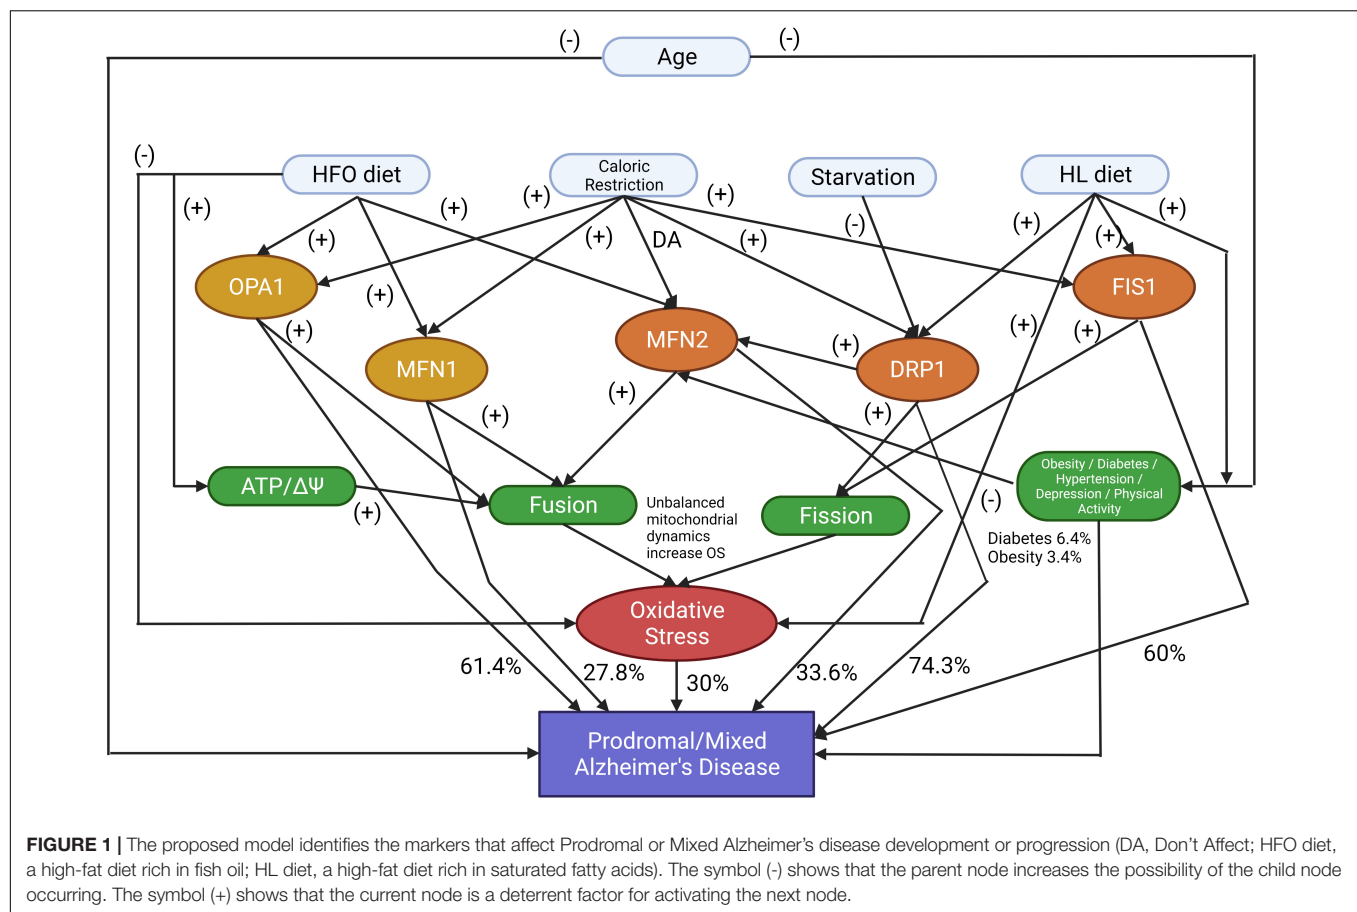 (-)
Age
(-)
(-)
HFO diet
Caloric
Restriction
Starvation
HL diet
(+)
(+)
(+)
(+)
(+)
(+)
DA
(+)
(-)
(+)
(+)
(+)
OPA1
(+)
FIS1
(+)
MFN1
MFN2
(+)
DRP1
(+)
(+)
(+)
(+)
(+)
ATP/ΔΨ
(+)
Fusion
Unbalanced
mitochondrial
dynamics
increase OS
Fission
(-)
Obesity / Diabetes /
Hypertension /
Depression / Physical
Activity
Diabetes 6.4%
Obesity 3.4%
Oxidative
Stress
61.4%
27.8%
30%
33.6%
74.3%
60%
Prodromal/Mixed
Alzheimer's Disease
FIGURE 1 | The proposed model identifies the markers that affect Prodromal or Mixed Alzheimer's disease development or progression (DA, Don't Affect; HFO diet,
a high-fat diet rich in fish oil; HL diet, a high-fat diet rich in saturated fatty acids). The symbol (-) shows that the parent node increases the possibility of the child node
occurring. The symbol (+) shows that the current node is a deterrent factor for activating the next node.